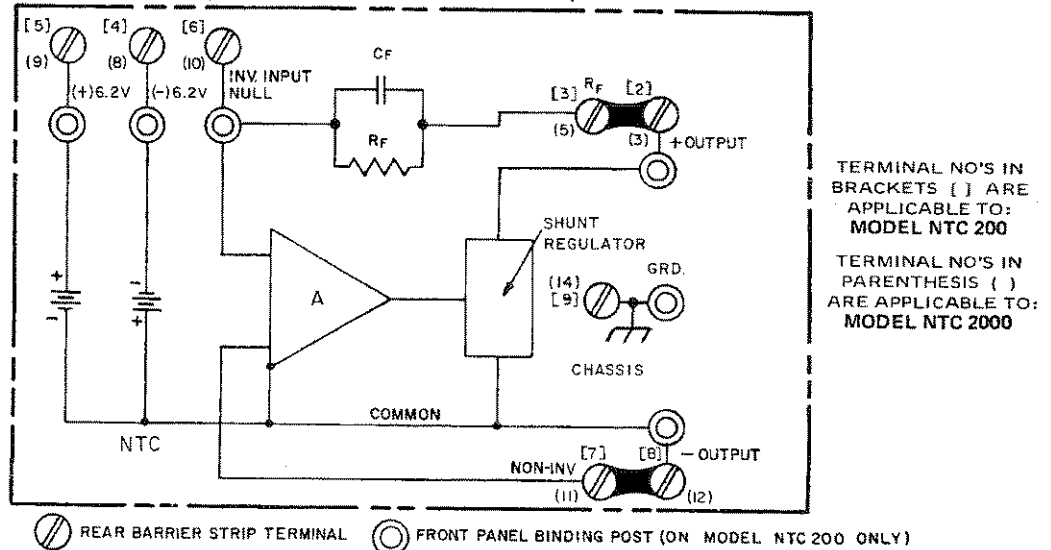 [5] [4] [6]
(9) (8) (10)
(+)6.2V (-)6.2V INV. INPUT
NULL
CF
RF
[3] RF [2]
(5) (3)
+OUTPUT
SHUNT
REGULATOR
+ -
- +
A
(14) GRD.
[9]
CHASSIS
COMMON
NTC
NON-INV
[7] [8] -OUTPUT
(11) (12)
TERMINAL NO'S IN
BRACKETS [ ] ARE
APPLICABLE TO:
MODEL NTC 200
TERMINAL NO'S IN
PARENTHESIS ( )
ARE APPLICABLE TO:
MODEL NTC 2000
REAR BARRIER STRIP TERMINAL FRONT PANEL BINDING POST (ON MODEL NTC 200 ONLY)